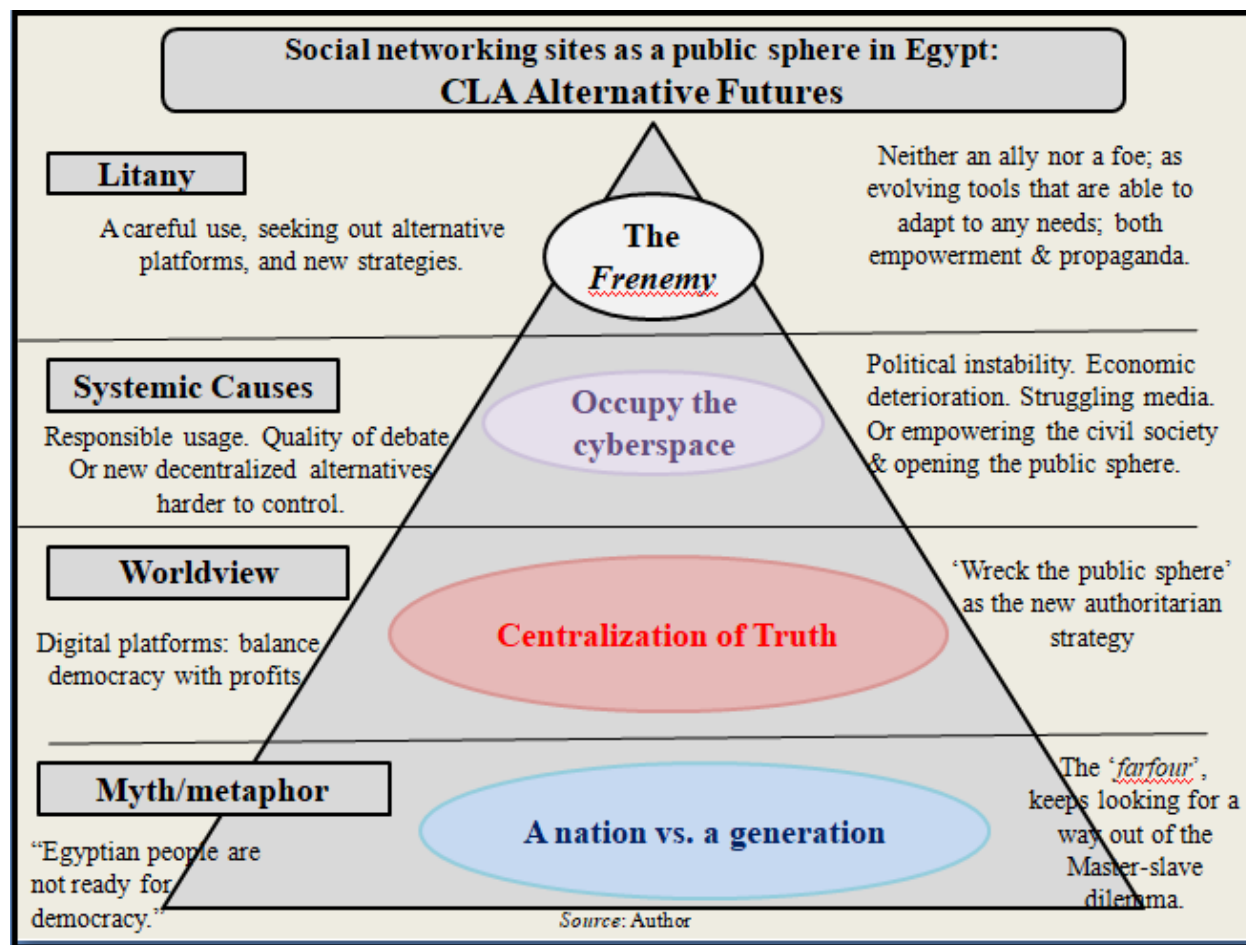 Social networking sites as a public sphere in Egypt:
CLA Alternative Futures
Litany
A careful use, seeking out alternative
platforms, and new strategies.
The
Frenemy
Neither an ally nor a foe; as
evolving tools that are able to
adapt to any needs; both
empowerment & propaganda.
Systemic Causes
Responsible usage. Quality of debate
Or new decentralized alternatives
harder to control.
Occupy the
cyberspace
Political instability. Economic
deterioration. Struggling media.
Or empowering the civil society
& opening the public sphere.
Worldview
Digital platforms: balance
democracy with profits
Centralization of Truth
‘Wreck the public sphere’
as the new authoritarian
strategy
Myth/metaphor
“Egyptian people are
not ready for
democracy.”
A nation vs. a generation
The ‘farfour’,
keeps looking for a
way out of the
Master-slave
dilemma.
Source: Author